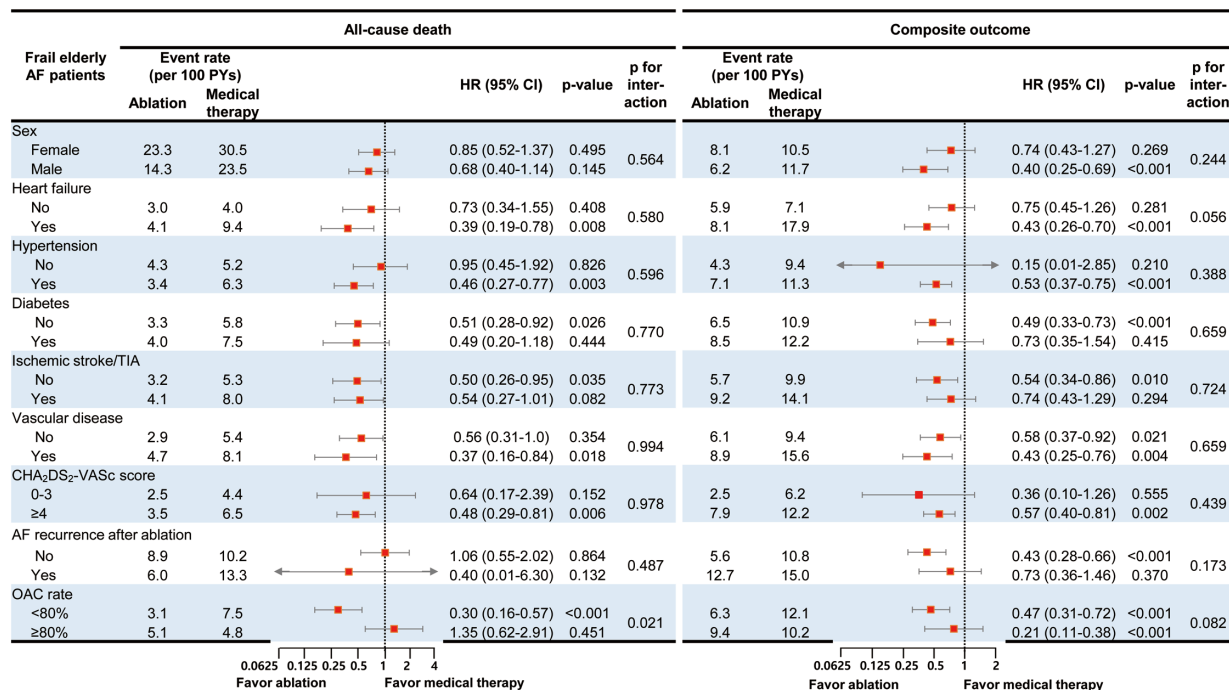 All-cause death Composite outcome
Frail elderly AF patients Event rate (per 100 PYs) HR (95% CI) p-value p for inter-action Event rate (per 100 PYs) HR (95% CI) p-value p for inter-action
Ablation Medical therapy Ablation Medical therapy
Sex
Female 23.3 30.5 0.85 (0.52-1.37) 0.495 0.564 8.1 10.5 0.74 (0.43-1.27) 0.269 0.244
Male 14.3 23.5 0.68 (0.40-1.14) 0.145 6.2 11.7 0.40 (0.25-0.69) <0.001
Heart failure
No 3.0 4.0 0.73 (0.34-1.55) 0.408 0.580 5.9 7.1 0.75 (0.45-1.26) 0.281 0.056
Yes 4.1 9.4 0.39 (0.19-0.78) 0.008 8.1 17.9 0.43 (0.26-0.70) <0.001
Hypertension
No 4.3 5.2 0.95 (0.45-1.92) 0.826 0.596 4.3 9.4 0.15 (0.01-2.85) 0.210 0.388
Yes 3.4 6.3 0.46 (0.27-0.77) 0.003 7.1 11.3 0.53 (0.37-0.75) <0.001
Diabetes
No 3.3 5.8 0.51 (0.28-0.92) 0.026 0.770 6.5 10.9 0.49 (0.33-0.73) <0.001 0.659
Yes 4.0 7.5 0.49 (0.20-1.18) 0.444 8.5 12.2 0.73 (0.35-1.54) 0.415
Ischemic stroke/TIA
No 3.2 5.3 0.50 (0.26-0.95) 0.035 0.773 5.7 9.9 0.54 (0.34-0.86) 0.010 0.724
Yes 4.1 8.0 0.54 (0.27-1.01) 0.082 9.2 14.1 0.74 (0.43-1.29) 0.294
Vascular disease
No 2.9 5.4 0.56 (0.31-1.0) 0.354 0.994 6.1 9.4 0.58 (0.37-0.92) 0.021 0.659
Yes 4.7 8.1 0.37 (0.16-0.84) 0.018 8.9 15.6 0.43 (0.25-0.76) 0.004
CHA₂DS₂-VASc score
0-3 2.5 4.4 0.64 (0.17-2.39) 0.152 0.978 2.5 6.2 0.36 (0.10-1.26) 0.555 0.439
≥4 3.5 6.5 0.48 (0.29-0.81) 0.006 7.9 12.2 0.57 (0.40-0.81) 0.002
AF recurrence after ablation
No 8.9 10.2 1.06 (0.55-2.02) 0.864 0.487 5.6 10.8 0.43 (0.28-0.66) <0.001 0.173
Yes 6.0 13.3 0.40 (0.01-6.30) 0.132 12.7 15.0 0.73 (0.36-1.46) 0.370
OAC rate
<80% 3.1 7.5 0.30 (0.16-0.57) <0.001 0.021 6.3 12.1 0.47 (0.31-0.72) <0.001 0.082
≥80% 5.1 4.8 1.35 (0.62-2.91) 0.451 9.4 10.2 0.21 (0.11-0.38) <0.001
0.0625 0.125 0.25 0.5 1 2 4 0.0625 0.125 0.25 0.5 1 2
Favor ablation Favor medical therapy Favor ablation Favor medical therapy